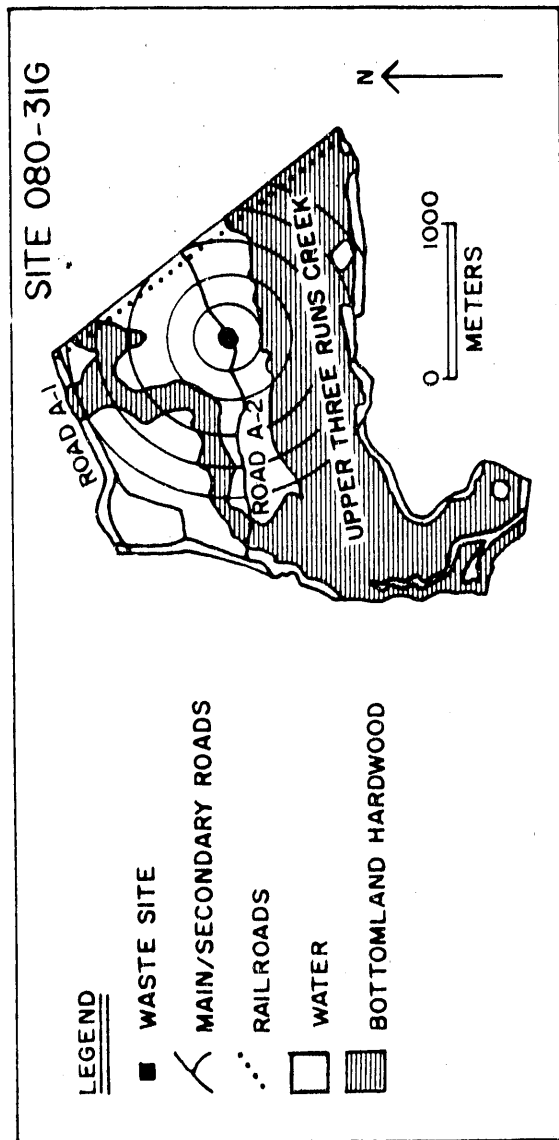 SITE 080-31G
ROAD A-1
ROAD A-2
UPPER THREE RUNS CREEK
N
0 1000
METERS
LEGEND
WASTE SITE
MAIN/SECONDARY ROADS
RAILROADS
WATER
BOTTOMLAND HARDWOOD